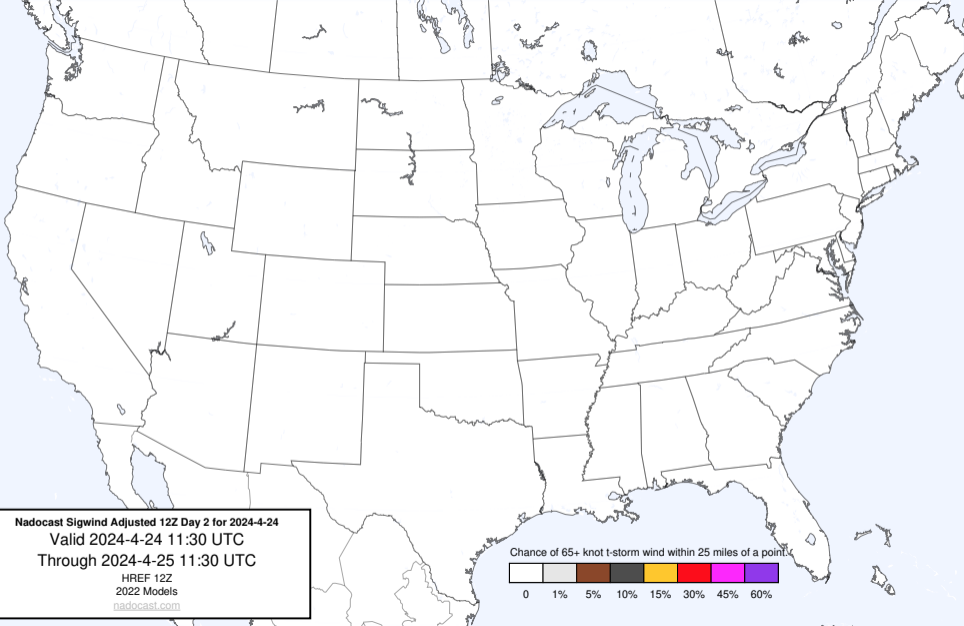 Nadocast Sigwind Adjusted 12Z Day 2 for 2024-4-24
Valid 2024-4-24 11:30 UTC
Through 2024-4-25 11:30 UTC
HREF 12Z
2022 Models
nadocast.com
Chance of 65+ knot t-storm wind within 25 miles of a point.
0 1% 5% 10% 15% 30% 45% 60%